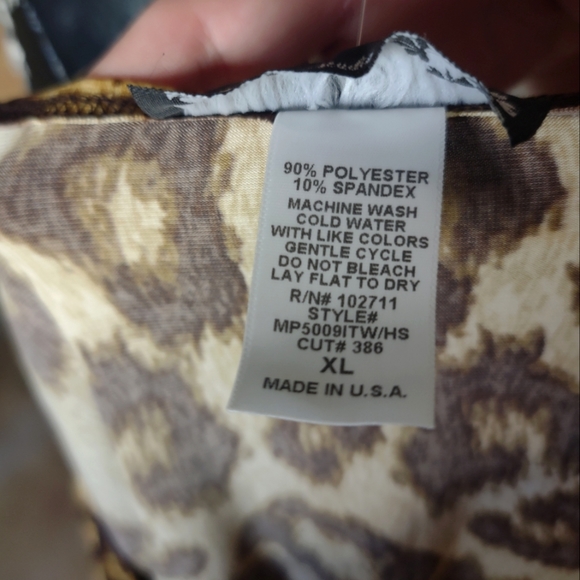 90% POLYESTER
10% SPANDEX
MACHINE WASH
COLD WATER
WITH LIKE COLORS
GENTLE CYCLE
DO NOT BLEACH
LAY FLAT TO DRY
R/N# 102711
STYLE#
MP5009ITW/HS
CUT# 386
XL
MADE IN U.S.A.